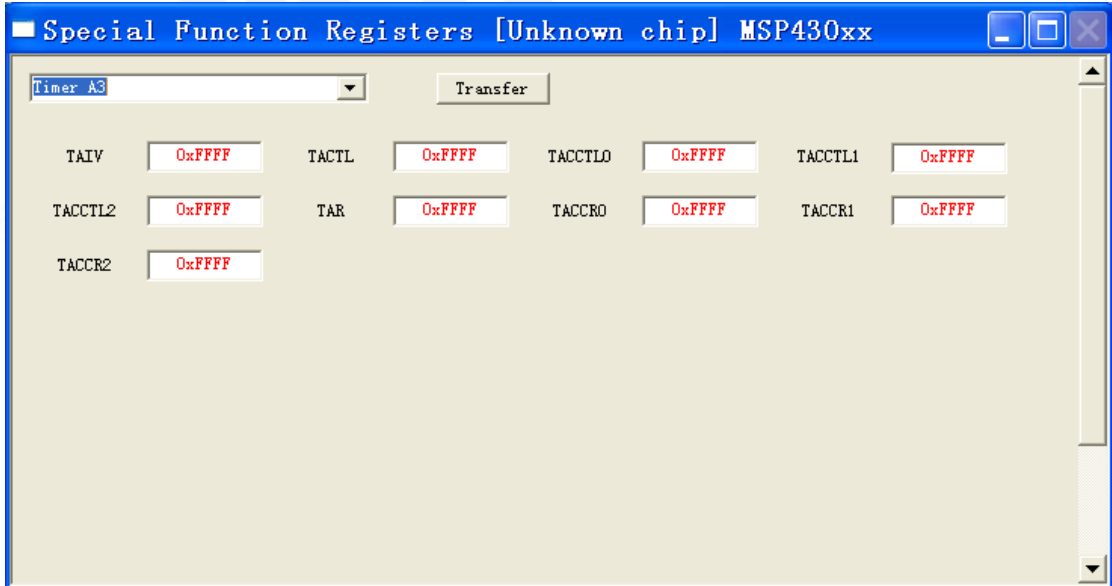 Special Function Registers [Unknown chip] MSP430xx
Timer A3 Transfer
TAIV 0xFFFF TACTL 0xFFFF TACCTL0 0xFFFF TACCTL1 0xFFFF
TACCTL2 0xFFFF TAR 0xFFFF TACCR0 0xFFFF TACCR1 0xFFFF
TACCR2 0xFFFF